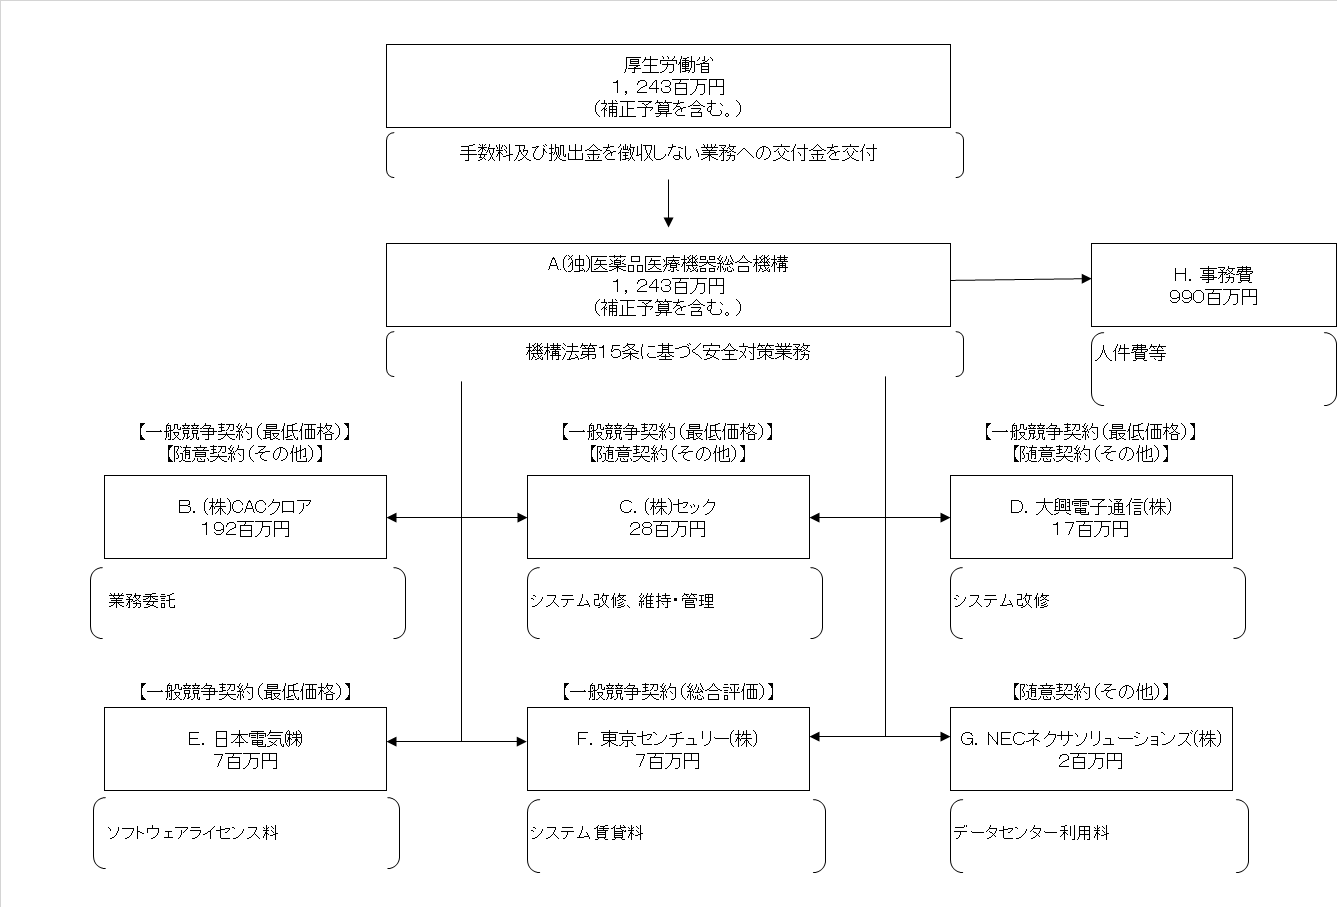 厚生労働省
１，２４３百万円
（補正予算を含む。）
手数料及び拠出金を徴収しない業務への交付金を交付
A.(独)医薬品医療機器総合機構
１，２４３百万円
（補正予算を含む。）
機構法第１５条に基づく安全対策業務
Ｈ．事務費
９９０百万円
人件費等
【一般競争契約（最低価格）】
【随意契約（その他）】
Ｂ．(株)CACクロア
１９２百万円
業務委託
【一般競争契約（最低価格）】
【随意契約（その他）】
Ｃ．(株)セック
２８百万円
システム改修、維持・管理
【一般競争契約（最低価格）】
【随意契約（その他）】
Ｄ．大興電子通信(株)
１７百万円
システム改修
【一般競争契約（最低価格）】
Ｅ．日本電気㈱
７百万円
ソフトウェアライセンス料
【一般競争契約（総合評価）】
Ｆ．東京センチュリー(株)
７百万円
システム賃貸料
【随意契約（その他）】
Ｇ．ＮＥＣネクサソリューションズ(株)
２百万円
データセンター利用料